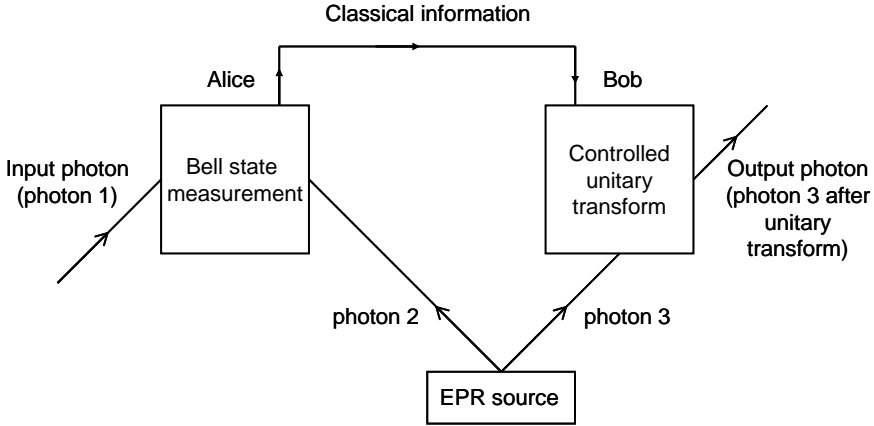 Classical information
Alice
Bob
Input photon
(photon 1)
Bell state
measurement
Controlled
unitary
transform
Output photon
(photon 3 after
unitary
transform)
photon 2
photon 3
EPR source